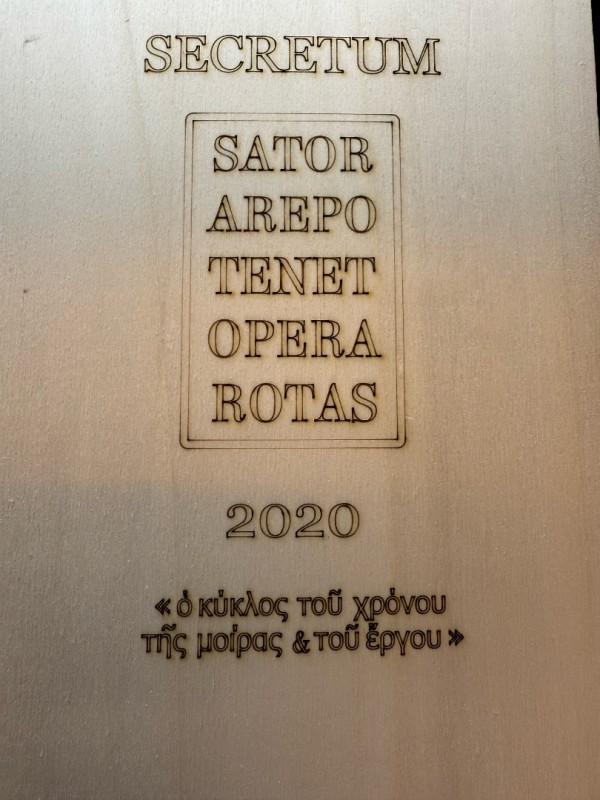 SECRETUM
SATOR
AREPO
TENET
OPERA
ROTAS
2020
« ὁ κύκλος τοῦ χρόνου
τῆς μοίρας & τοῦ ἔργου »